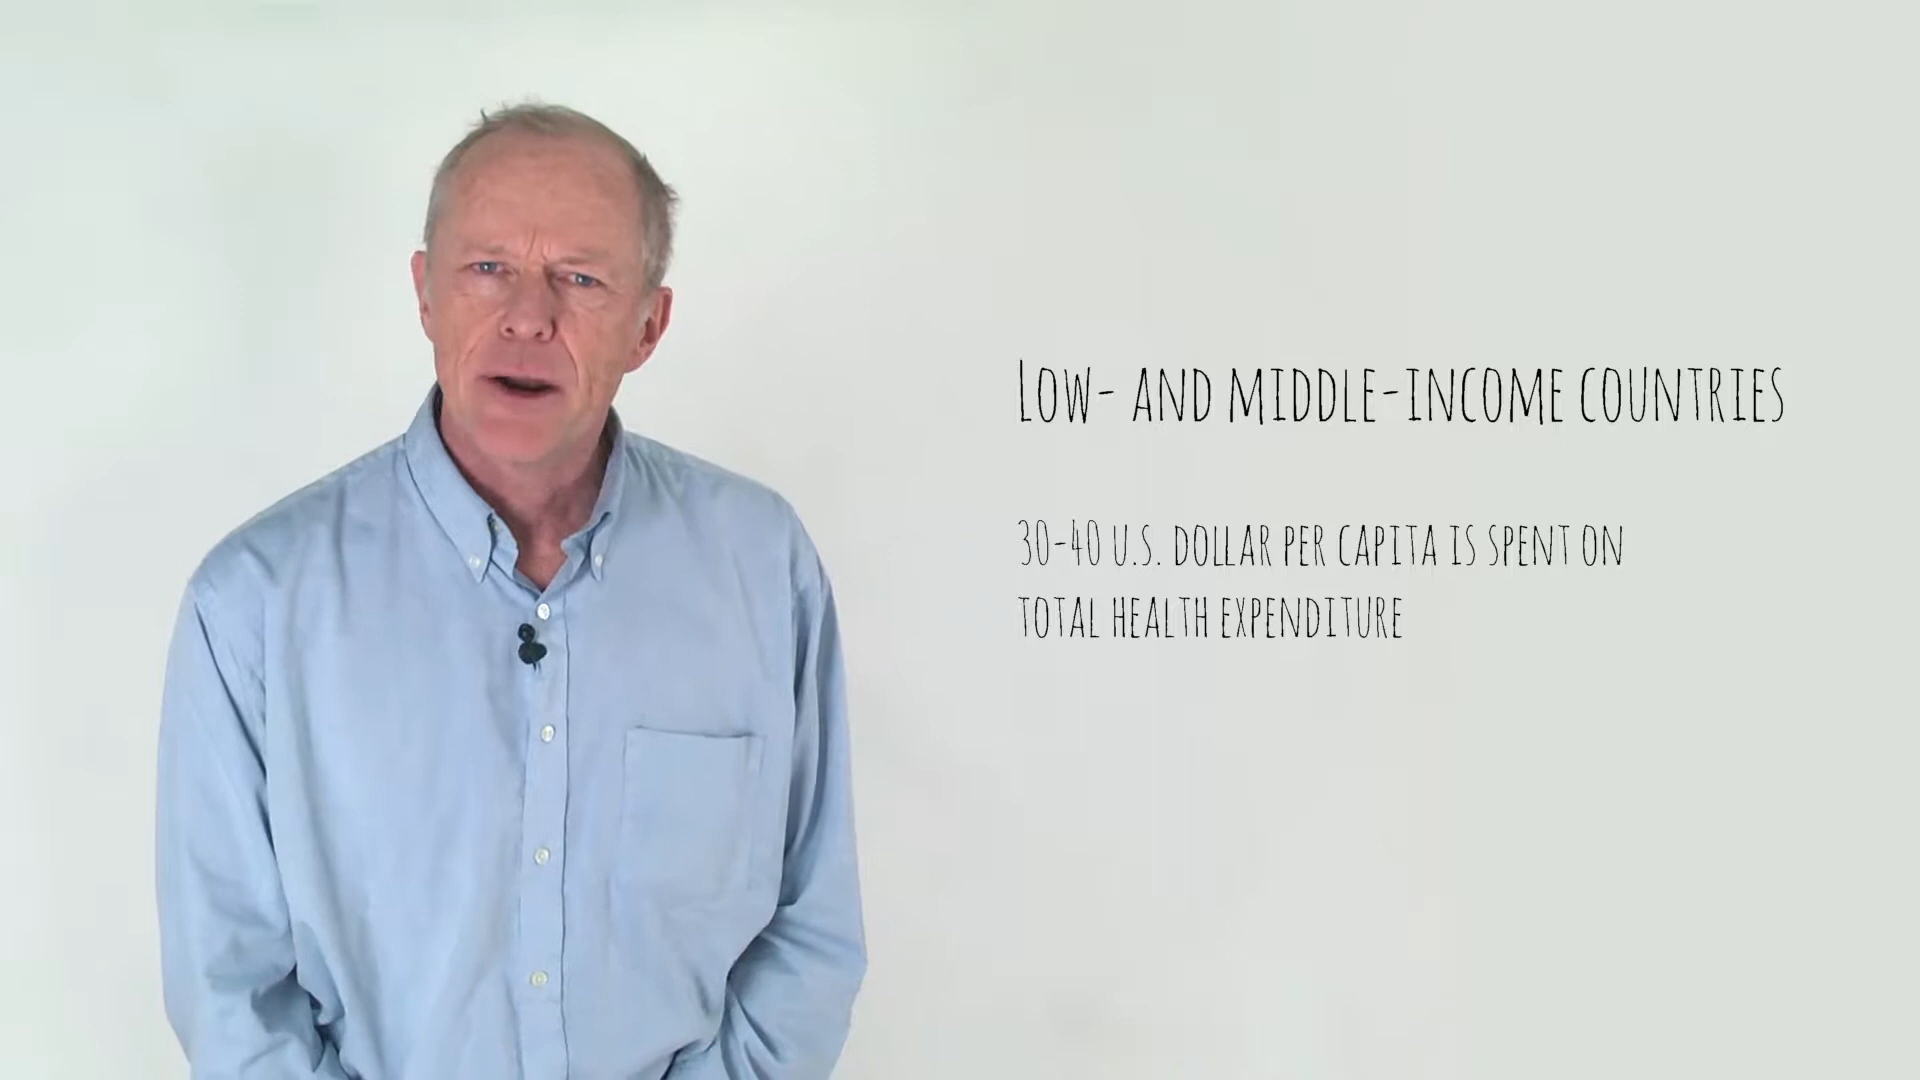 Low- and middle-income countries
30-40 U.S. dollar per capita is spent on
total health expenditure